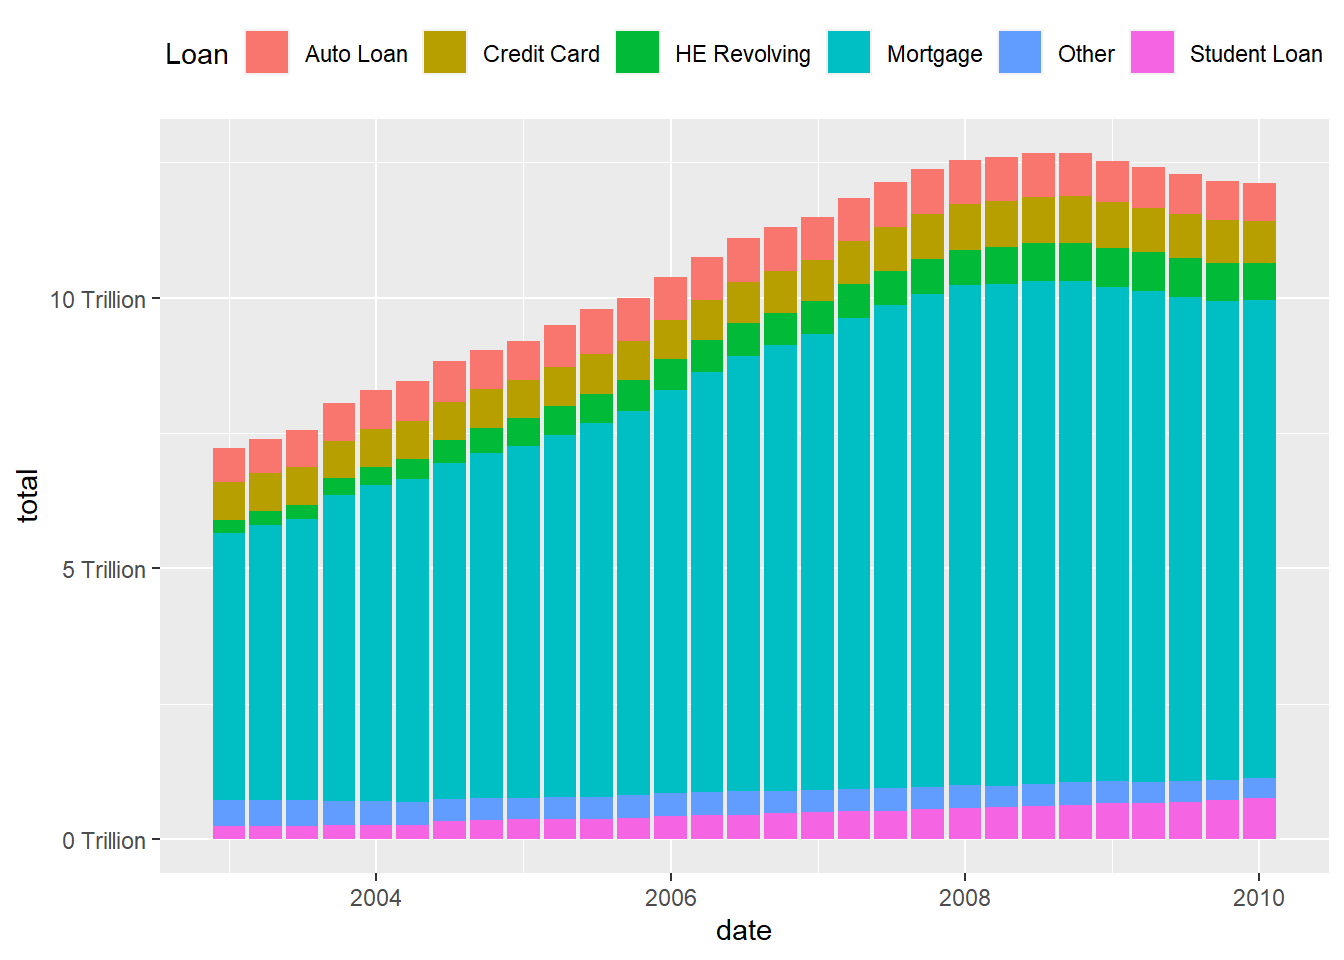 Loan Auto Loan Credit Card HE Revolving Mortgage Other Student Loan
10 Trillion
total
5 Trillion
0 Trillion
2004 2006 2008 2010
date